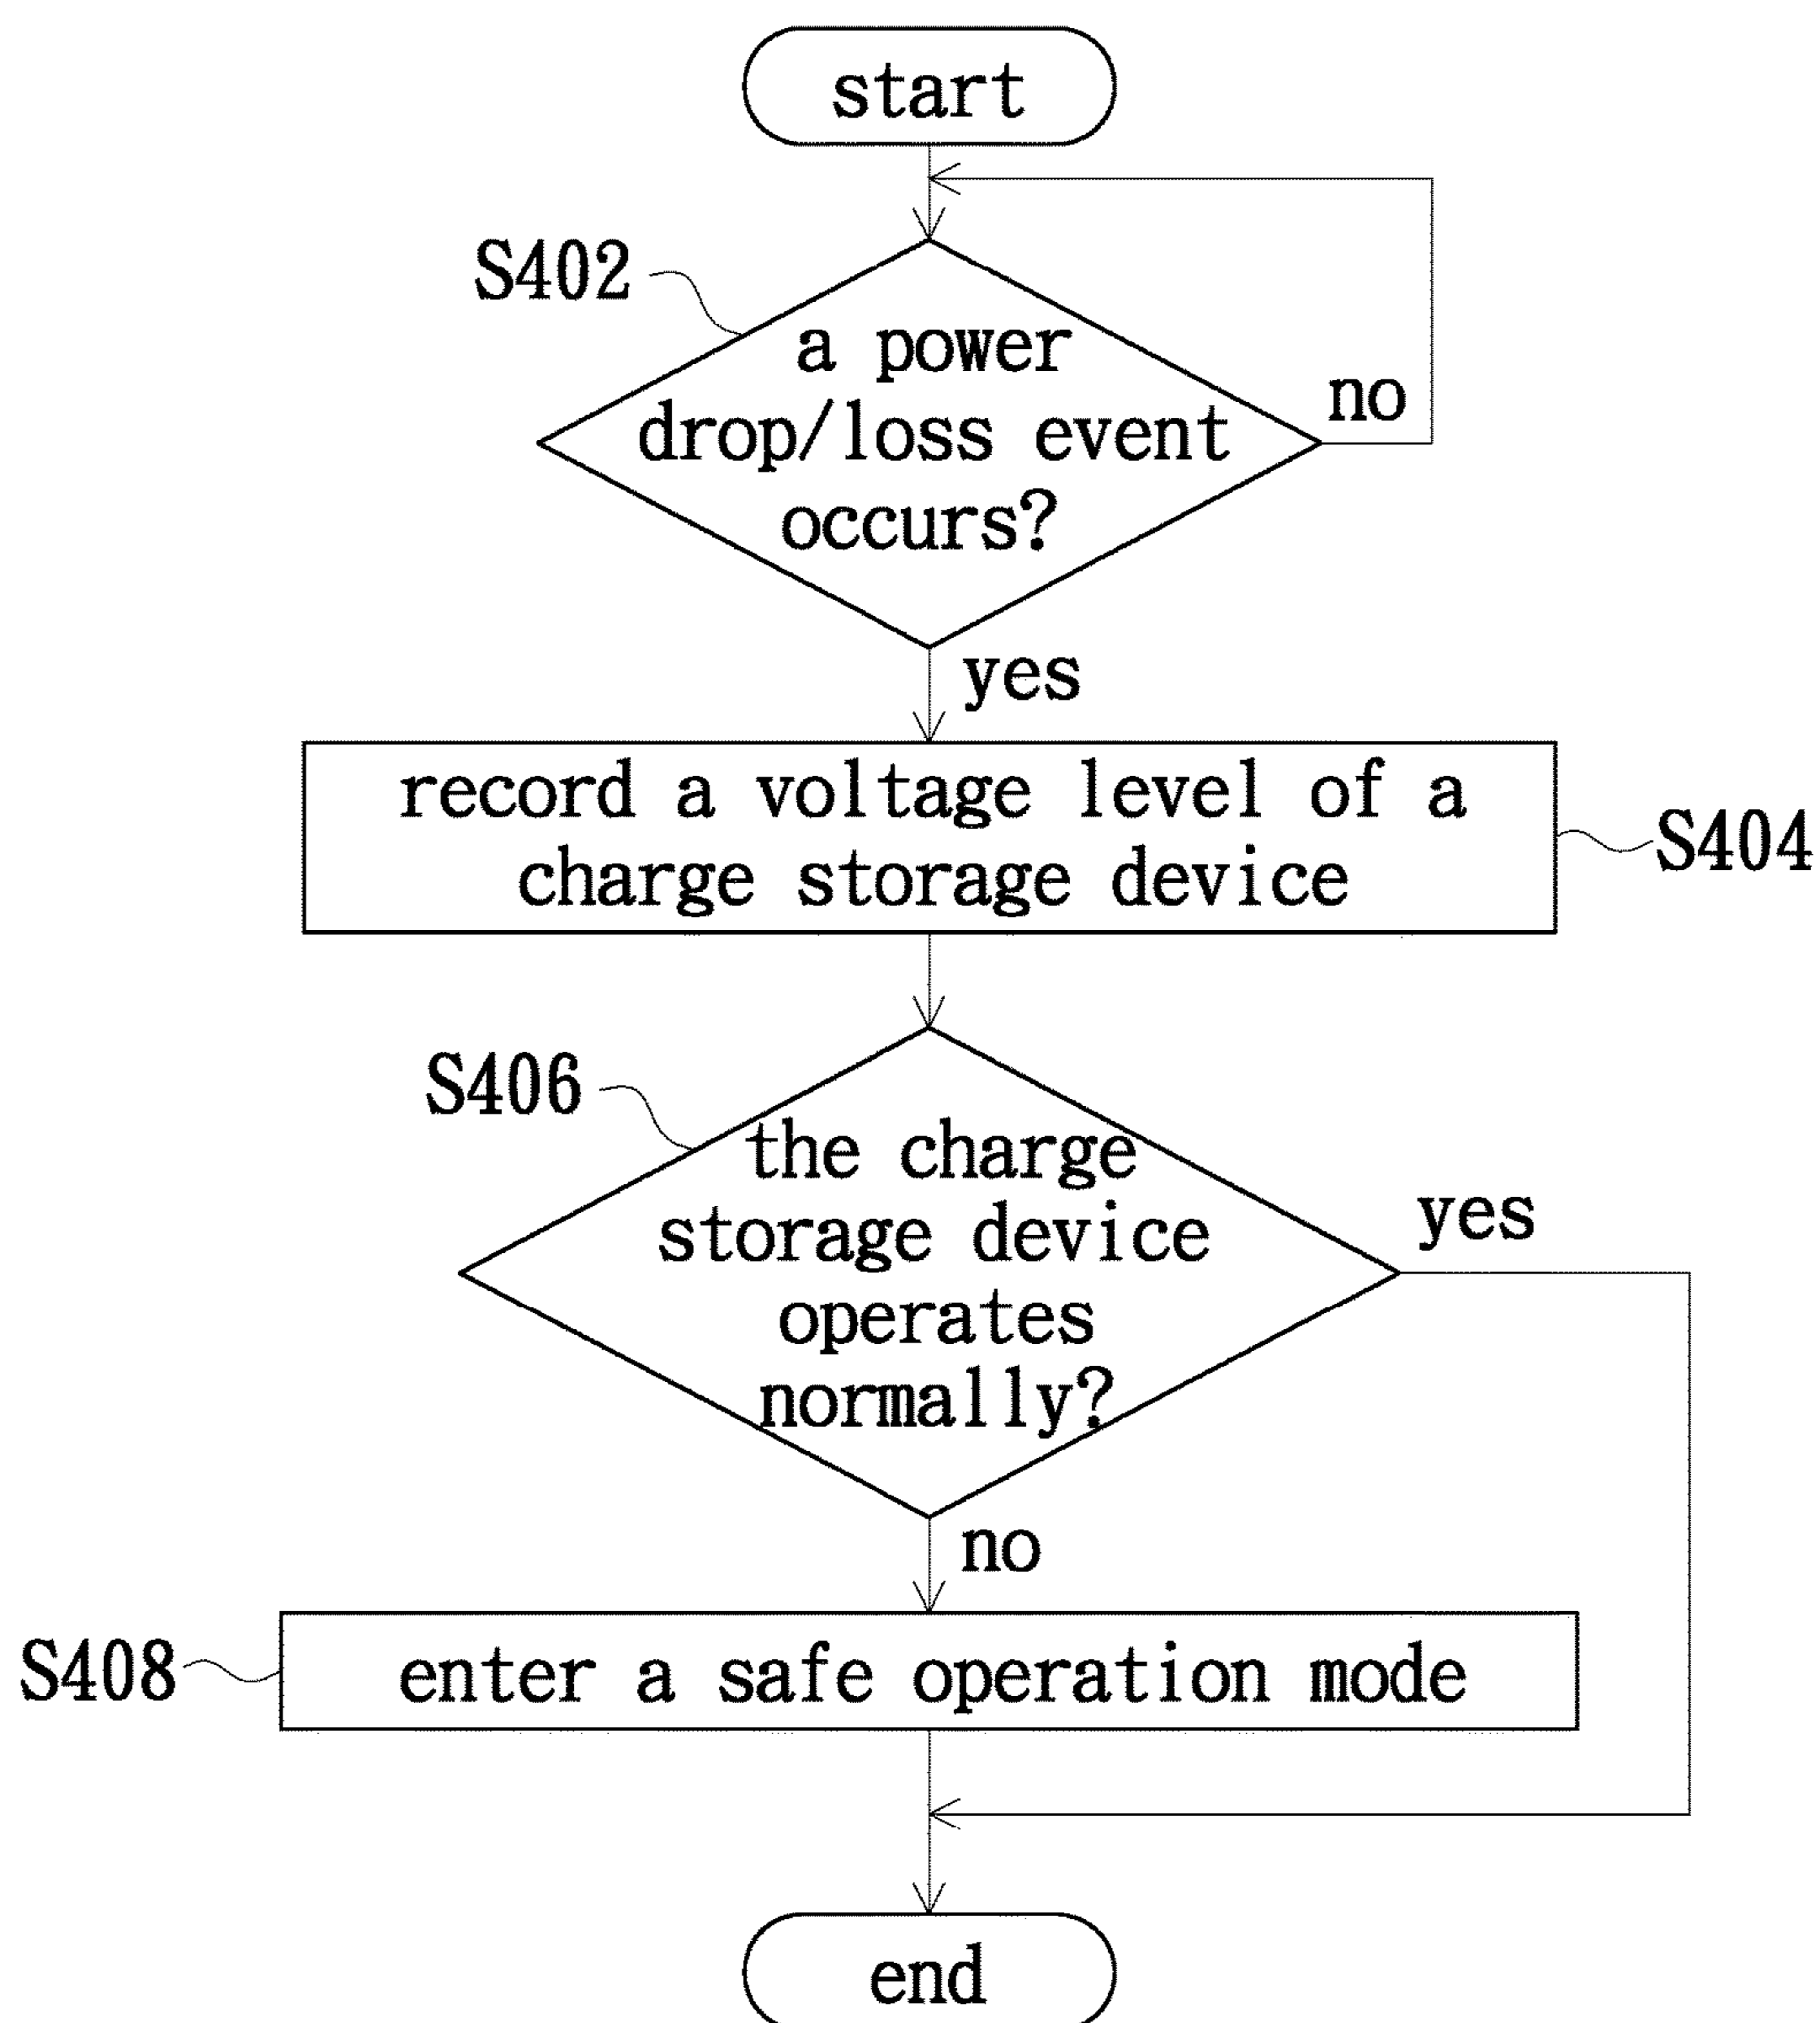 start
S402
a power
drop/loss event
occurs?
no
yes
record a voltage level of a
charge storage device
S404
S406
the charge
storage device
operates
normally?
yes
no
S408
enter a safe operation mode
end